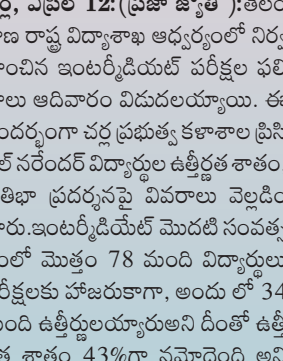 ర్ల, ఏప్రిల్ 12:(ప్రజా జ్యోతి ):తెలం
ాణ రాష్ట్ర విద్యాశాఖ ఆధ్వర్యంలో నిర్వ
ించిన ఇంటర్మీడియట్ పరీక్షల ఫలి
ాలు ఆదివారం విడుదలయ్యాయి. ఈ
ందర్భంగా చర్ల ప్రభుత్వ కళాశాల ప్రిన్సి
ల్ నరేందర్ విద్యార్థుల ఉత్తీర్ణత శాతం,
తిభా ప్రదర్శనపై వివరాలు వెల్లడిం
ారు.ఇంటర్మీడియేట్ మొదటి సంవత్స
ంలో మొత్తం 78 మంది విద్యార్థులు
రీక్షలకు హాజరుకాగా, అందు లో 34
ంది ఉత్తీర్ణులయ్యారుఅని దీంతో ఉత్తీ
త శాతం 43%గా నమోదైంది అని